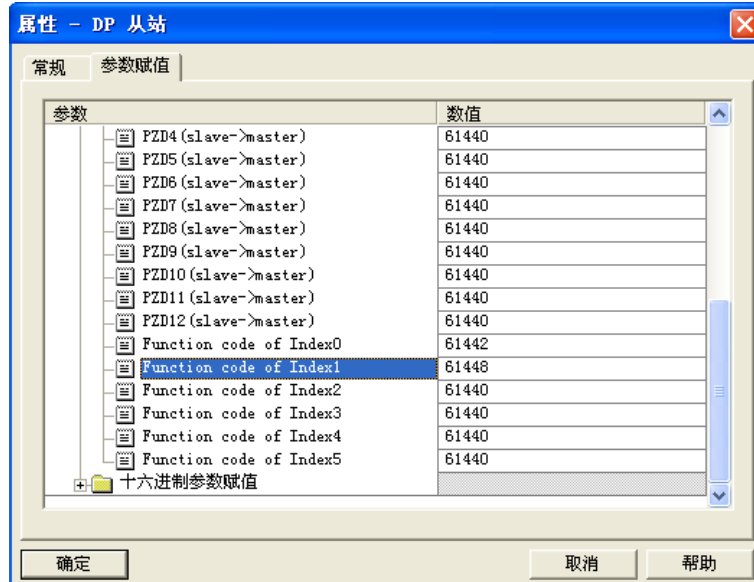 属性 - DP 从站
常规 参数赋值
参数 数值
PZD4(slave->master) 61440
PZD5(slave->master) 61440
PZD6(slave->master) 61440
PZD7(slave->master) 61440
PZD8(slave->master) 61440
PZD9(slave->master) 61440
PZD10(slave->master) 61440
PZD11(slave->master) 61440
PZD12(slave->master) 61440
Function code of Index0 61442
Function code of Index1 61448
Function code of Index2 61440
Function code of Index3 61440
Function code of Index4 61440
Function code of Index5 61440
十六进制参数赋值
确定 取消 帮助